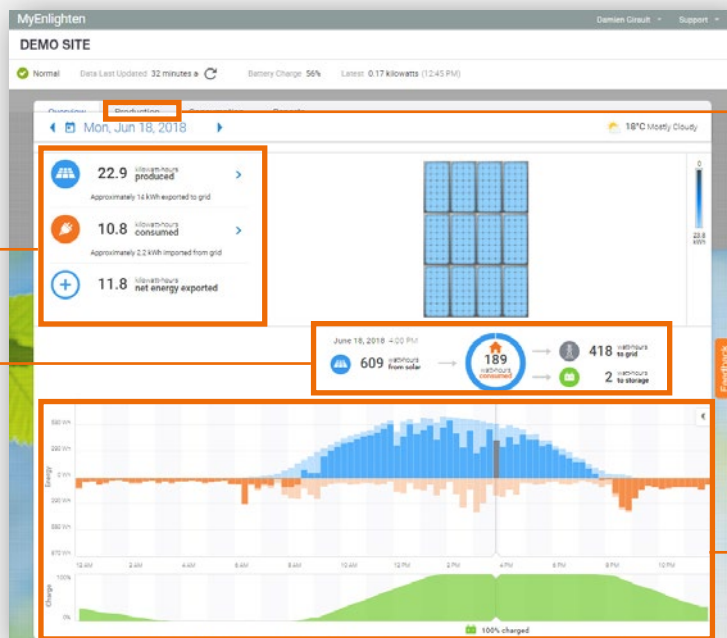 MyEnlighten
Damien Girault
Support
DEMO SITE
Normal
Data Last Updated 32 minutes a
Battery Charge 56%
Latest 0.17 kilowatts (12:45 PM)
Overview
Production
Mon, Jun 18, 2018
18°C Mostly Cloudy
22.9 kilowatt-hours
produced
Approximately 14 kWh exported to grid
10.8 kilowatt-hours
consumed
Approximately 2.2 kWh imported from grid
11.8 kilowatt-hours
net energy exported
0
kWh
June 18, 2018 4:00 PM
609 watt-hours
from solar
189
watt-hours
consumed
418 watt-hours
to grid
2 watt-hours
to storage
Feedback
Energy
0 Wh
12 AM
2 AM
4 AM
6 AM
8 AM
10 AM
12 PM
2 PM
4 PM
6 PM
8 PM
10 PM
Charge
100%
0%
100% charged